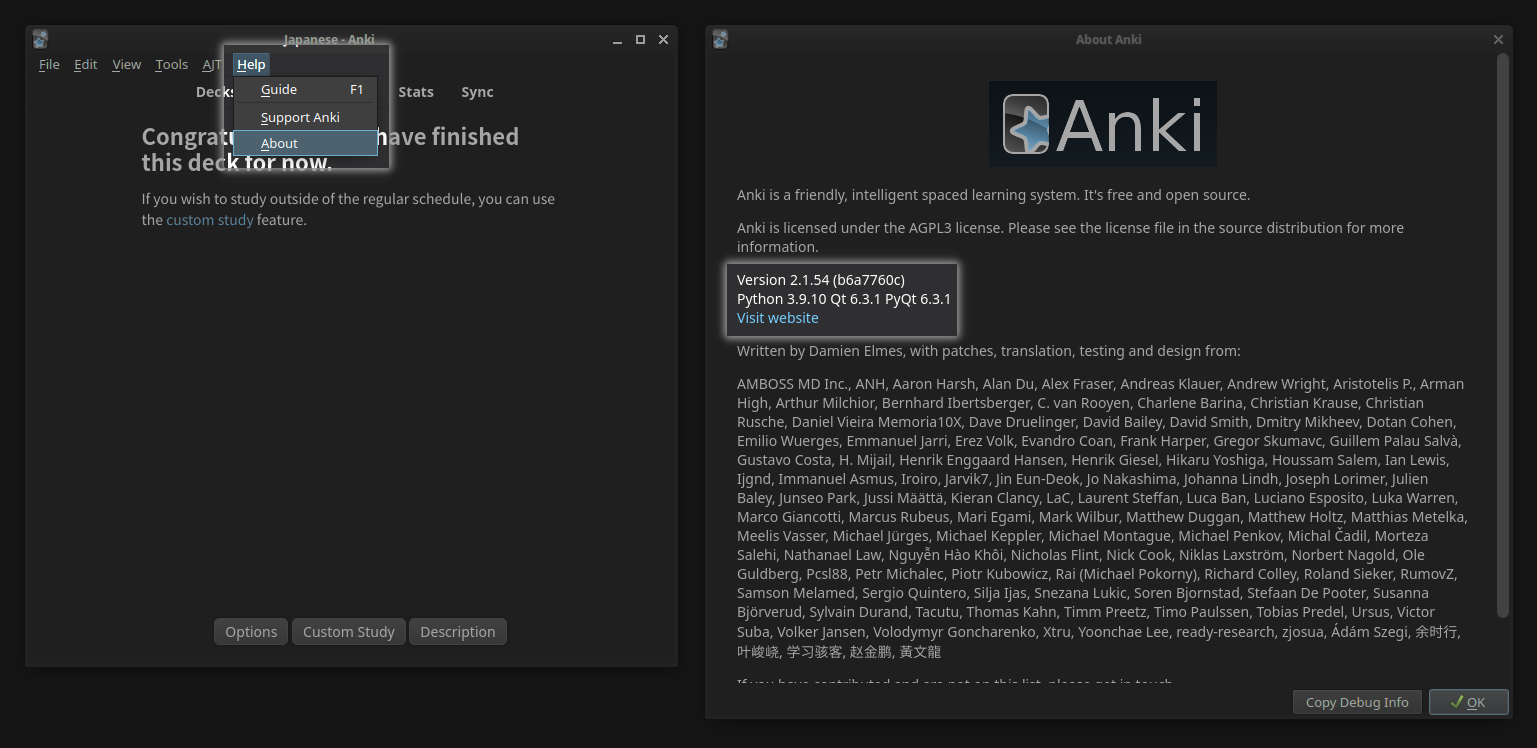 Japanese - Anki
File Edit View Tools AJT Help
Decks Stats Sync
Guide F1
Support Anki
About
have finished
this deck for now.
If you wish to study outside of the regular schedule, you can use
the custom study feature.
Options Custom Study Description
About Anki
Anki
Anki is a friendly, intelligent spaced learning system. It's free and open source.
Anki is licensed under the AGPL3 license. Please see the license file in the source distribution for more
information.
Version 2.1.54 (b6a7760c)
Python 3.9.10 Qt 6.3.1 PyQt 6.3.1
Visit website
Written by Damien Elmes, with patches, translation, testing and design from:
AMBOSS MD Inc., ANH, Aaron Harsh, Alan Du, Alex Fraser, Andreas Klauer, Andrew Wright, Aristotelis P., Arman
High, Arthur Milchior, Bernhard Ibertsberger, C. van Rooyen, Charlene Barina, Christian Krause, Christian
Rusche, Daniel Vieira Memoria10X, Dave Druelinger, David Bailey, David Smith, Dmitry Mikheev, Dotan Cohen,
Emilio Wuerges, Emmanuel Jarri, Erez Volk, Evandro Coan, Frank Harper, Gregor Skumavc, Guillem Palau Salvà,
Gustavo Costa, H. Mijail, Henrik Enggaard Hansen, Henrik Giesel, Hikaru Yoshiga, Houssam Salem, Ian Lewis,
Ijgnd, Immanuel Asmus, Iroiro, Jarvik7, Jin Eun-Deok, Jo Nakashima, Johanna Lindh, Joseph Lorimer, Julien
Baley, Junseo Park, Jussi Määttä, Kieran Clancy, LaC, Laurent Steffan, Luca Ban, Luciano Esposito, Luka Warren,
Marco Giancotti, Marcus Rubeus, Mari Egami, Mark Wilbur, Matthew Duggan, Matthew Holtz, Matthias Metelka,
Meelis Vasser, Michael Jürges, Michael Keppler, Michael Montague, Michael Penkov, Michal Čadil, Morteza
Salehi, Nathanael Law, Nguyễn Hào Khôi, Nicholas Flint, Nick Cook, Niklas Laxström, Norbert Nagold, Ole
Guldberg, Pcsl88, Petr Michalec, Piotr Kubowicz, Rai (Michael Pokorny), Richard Colley, Roland Sieker, RumovZ,
Samson Melamed, Sergio Quintero, Silja Ijas, Snezana Lukic, Soren Bjornstad, Stefaan De Pooter, Susanna
Björverud, Sylvain Durand, Tacutu, Thomas Kahn, Timm Preetz, Timo Paulssen, Tobias Predel, Ursus, Victor
Suba, Volker Jansen, Volodymyr Goncharenko, Xtru, Yoonchae Lee, ready-research, zjosua, Ádám Szegi, 余时行,
叶峻峣, 学习骇客, 赵金鹏, 黃文龍
If you have contributed and are not on this list, please get in touch.
Copy Debug Info OK